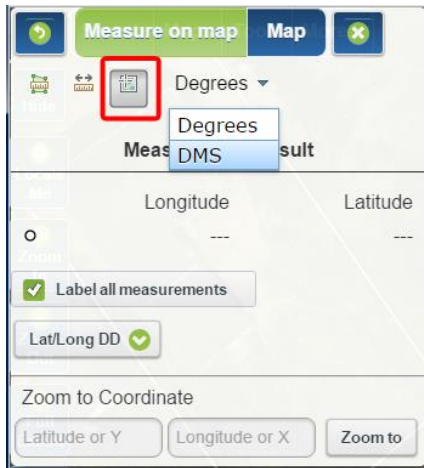 Measure on map Map
Degrees
Degrees
DMS
Meas sult
Longitude Latitude
--- ---
Label all measurements
Lat/Long DD
Zoom to Coordinate
Latitude or Y Longitude or X Zoom to